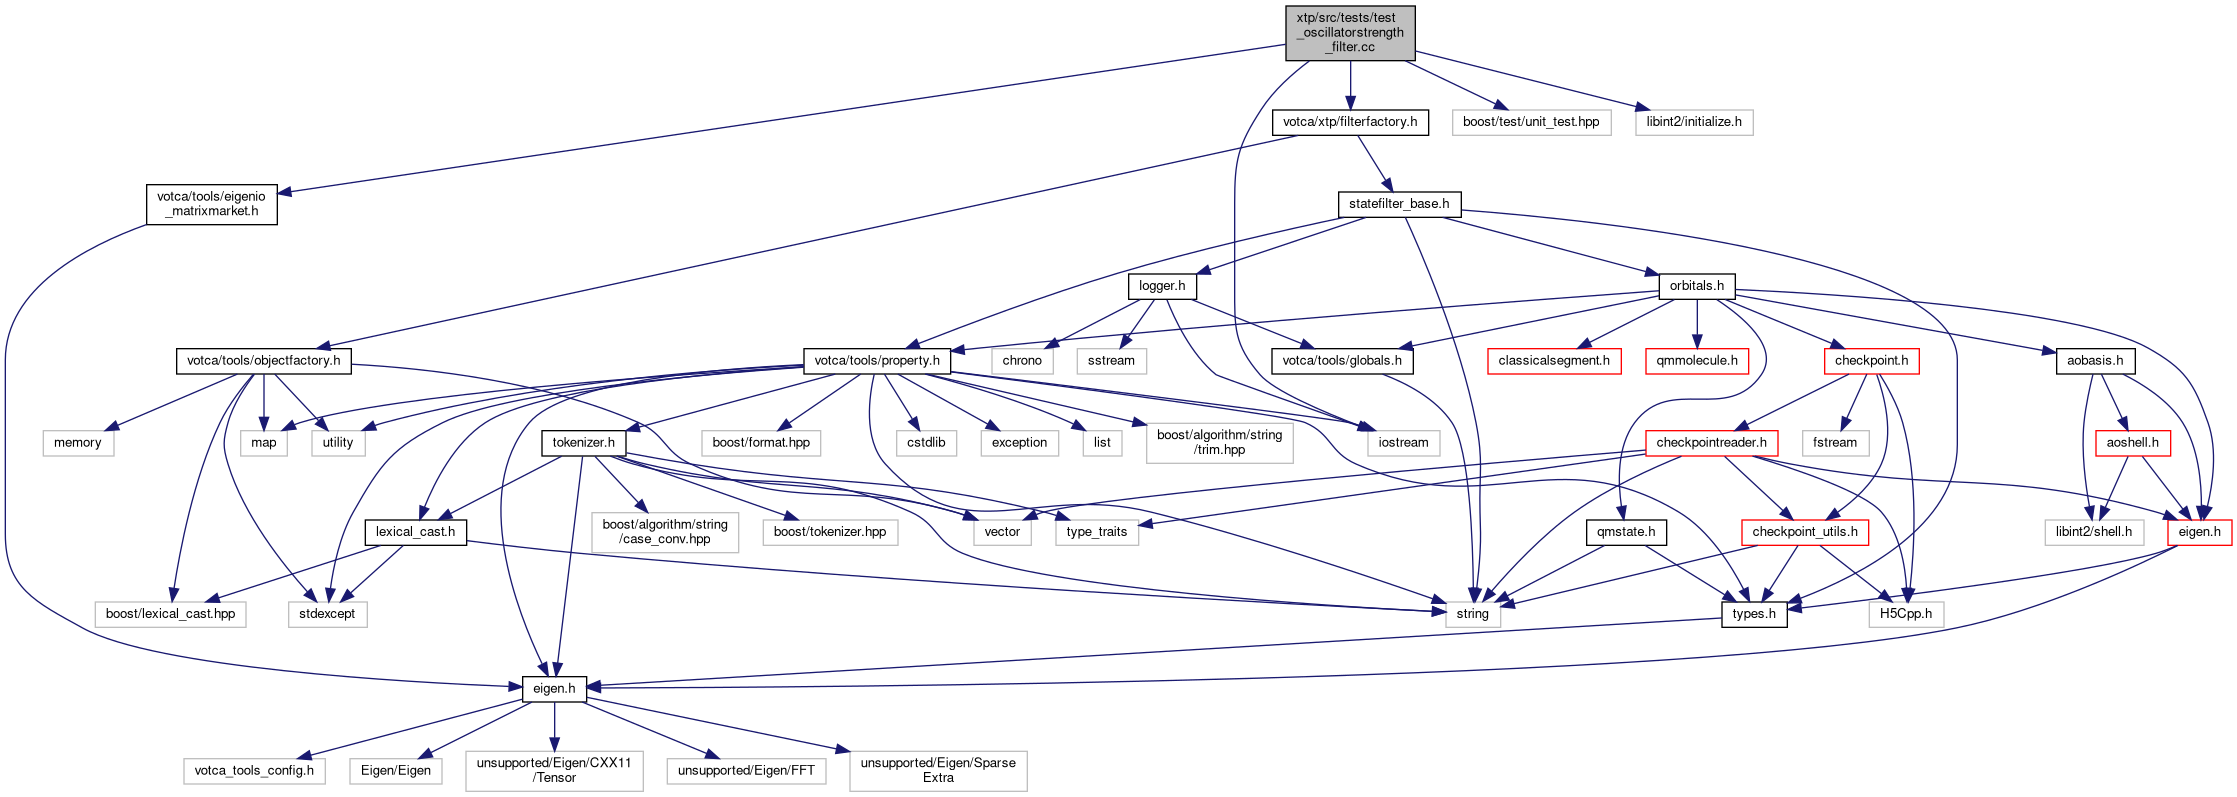 xtp/src/tests/test
_oscillatorstrength
_filter.cc
votca/xtp/filterfactory.h
boost/test/unit_test.hpp
libint2/initialize.h
votca/tools/eigenio
_matrixmarket.h
statefilter_base.h
logger.h
orbitals.h
votca/tools/objectfactory.h
votca/tools/property.h
chrono
sstream
votca/tools/globals.h
classicalsegment.h
qmmolecule.h
checkpoint.h
aobasis.h
memory
map
utility
tokenizer.h
boost/format.hpp
cstdlib
exception
list
boost/algorithm/string
/trim.hpp
iostream
checkpointreader.h
fstream
aoshell.h
lexical_cast.h
boost/algorithm/string
/case_conv.hpp
boost/tokenizer.hpp
vector
type_traits
qmstate.h
checkpoint_utils.h
libint2/shell.h
eigen.h
boost/lexical_cast.hpp
stdexcept
string
types.h
H5Cpp.h
eigen.h
votca_tools_config.h
Eigen/Eigen
unsupported/Eigen/CXX11
/Tensor
unsupported/Eigen/FFT
unsupported/Eigen/Sparse
Extra